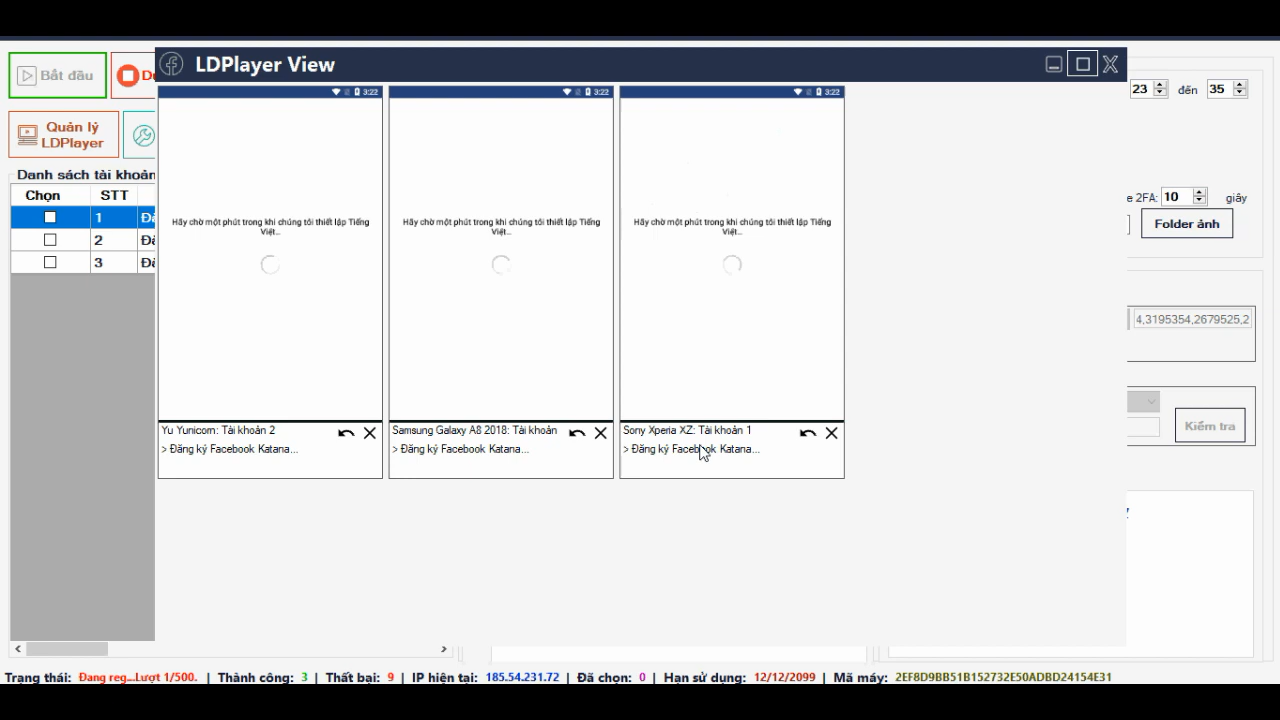 LDPlayer View
Bắt đầu
23 đến 35
3:22
3:22
3:22
Quản lý
LDPlayer
Danh sách tài khoản
Chọn STT
1
2
3
Hãy chờ một phút trong khi chúng tôi thiết lập Tiếng
Việt...
Hãy chờ một phút trong khi chúng tôi thiết lập Tiếng
Việt...
Hãy chờ một phút trong khi chúng tôi thiết lập Tiếng
Việt...
2FA: 10 giây
Folder ảnh
4,3195354,2679525,2
Kiểm tra
Yu Yunicorn: Tài khoản 2
> Đăng ký Facebook Katana...
Samsung Galaxy A8 2018: Tài khoản
> Đăng ký Facebook Katana...
Sony Xperia XZ: Tài khoản 1
> Đăng ký Facebook Katana...
Trạng thái: Đang reg...Lượt 1/500. | Thành công: 3 | Thất bại: 9 | IP hiện tại: 185.54.231.72 | Đã chọn: 0 | Hạn sử dụng: 12/12/2099 | Mã máy: 2EF8D9BB51B152732E50ADBD24154E31